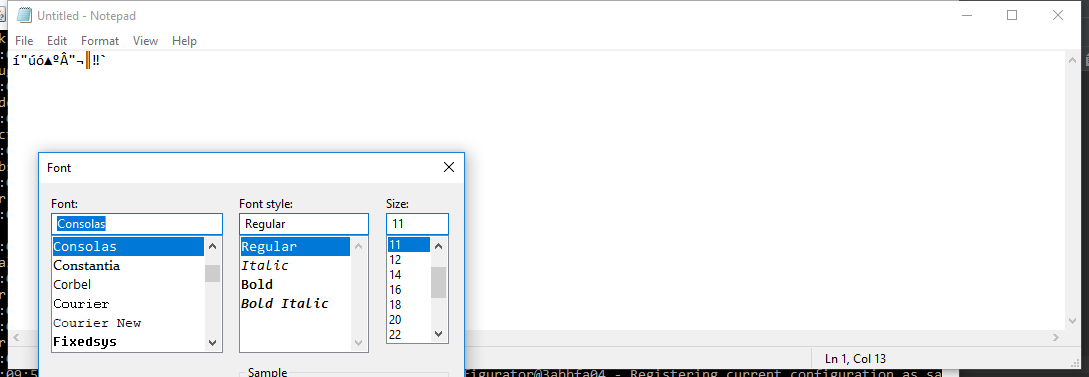 Untitled - Notepad
File Edit Format View Help
í"úó▲ºÂ"¬║‼`
Font
Font: Font style: Size:
Consolas Regular 11
Consolas Regular 11
Constantia Italic 12
Corbel Bold 14
Courier Bold Italic 16
Courier New 18
Fixedsys 20
22
Sample
Ln 1, Col 13
:09:5
figurator@3abbfa04 - Registering current configuration as sa